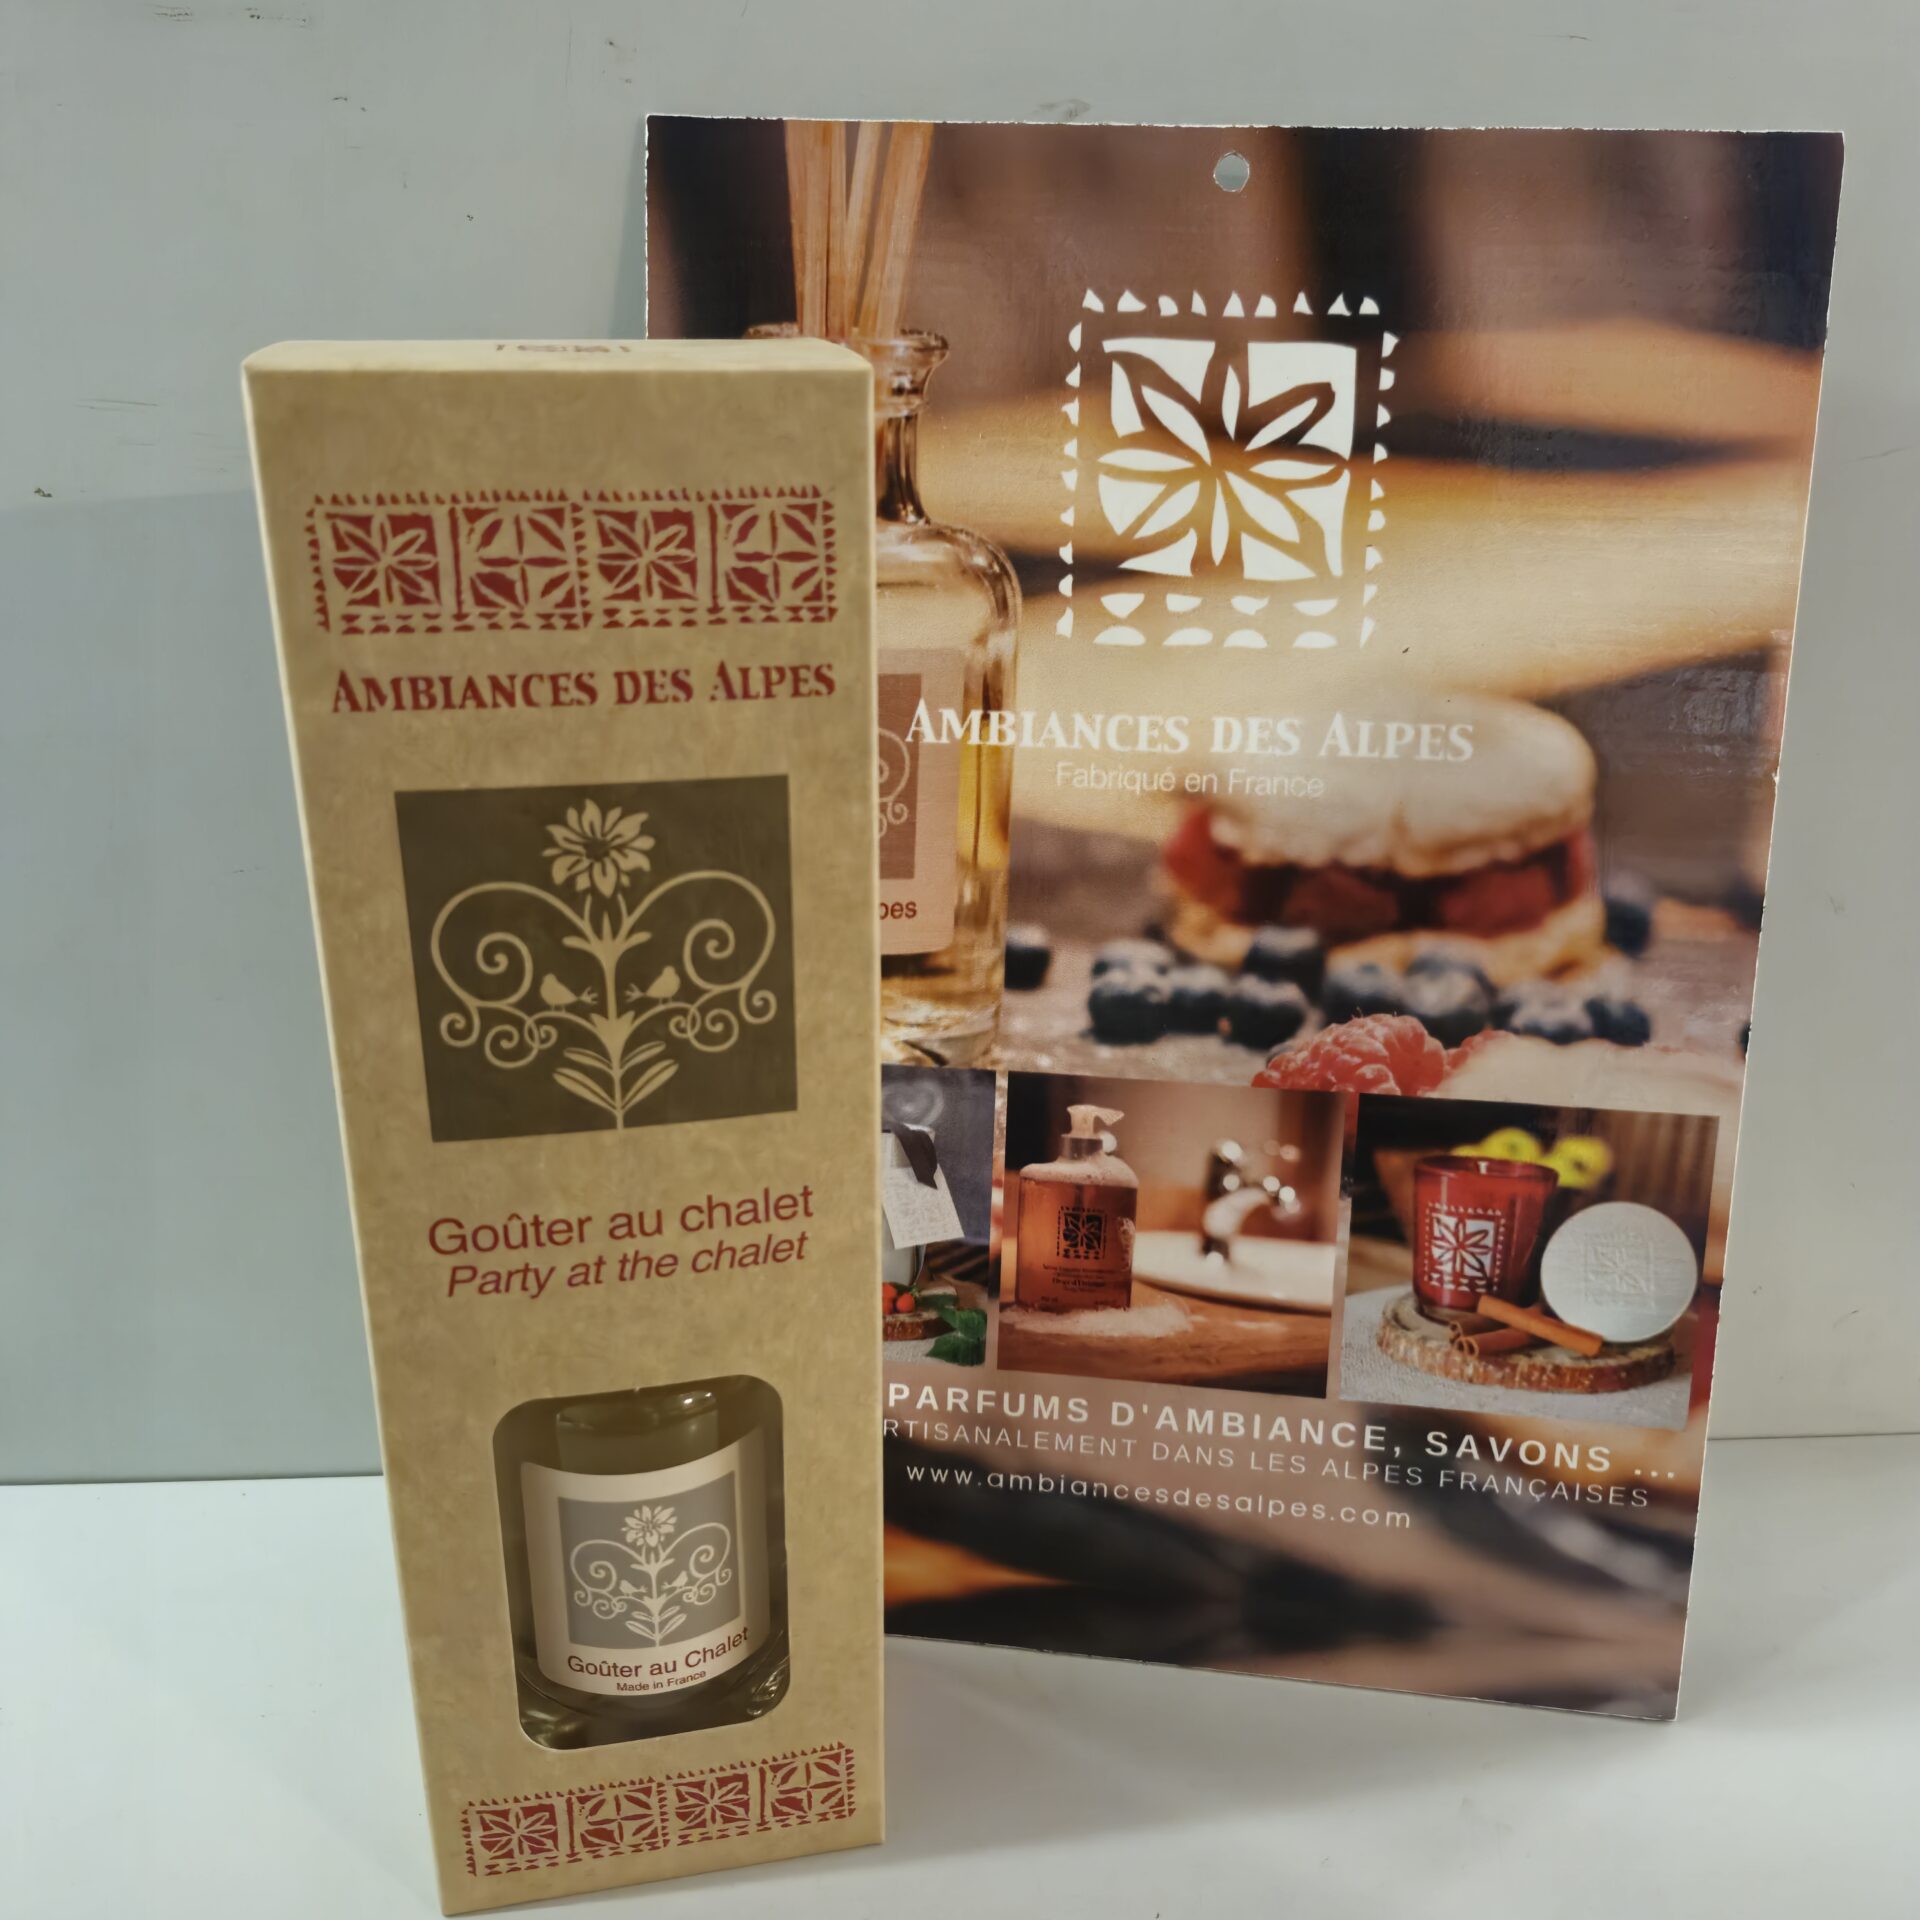 AMBIANCES DES ALPES
Goûter au chalet
Party at the chalet
Goûter au Chalet
Made in France
AMBIANCES DES ALPES
Fabriqué en France
PARFUMS D'AMBIANCE, SAVONS ...
DANS LES ALPES FRANÇAISES
www.ambiancesdesalpes.com